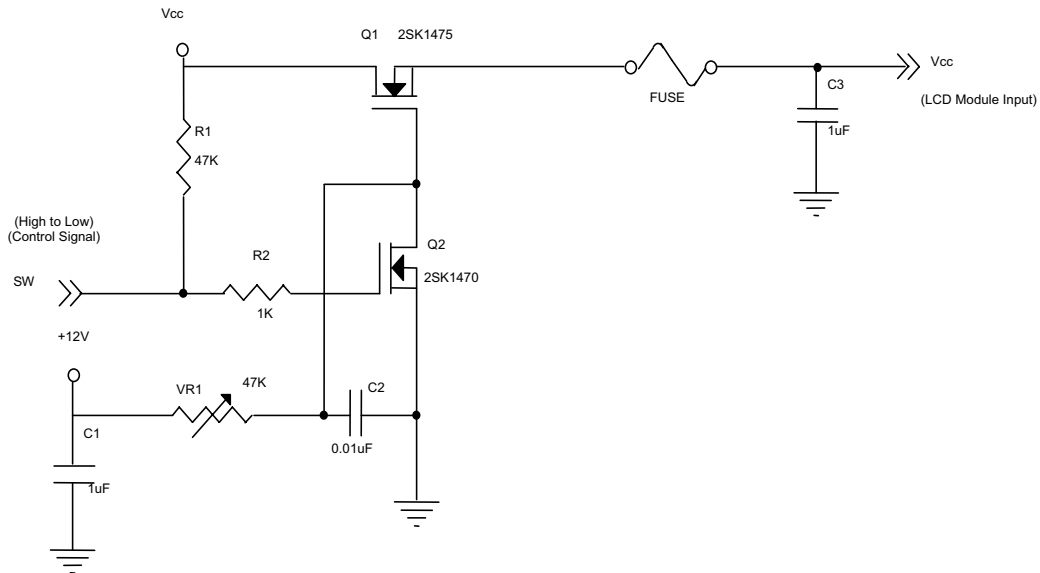 Vcc
Q1 2SK1475
Vcc
FUSE
C3
(LCD Module Input)
1uF
R1
47K
(High to Low)
(Control Signal)
R2
Q2
SW
2SK1470
1K
+12V
VR1
47K
C2
C1
0.01uF
1uF